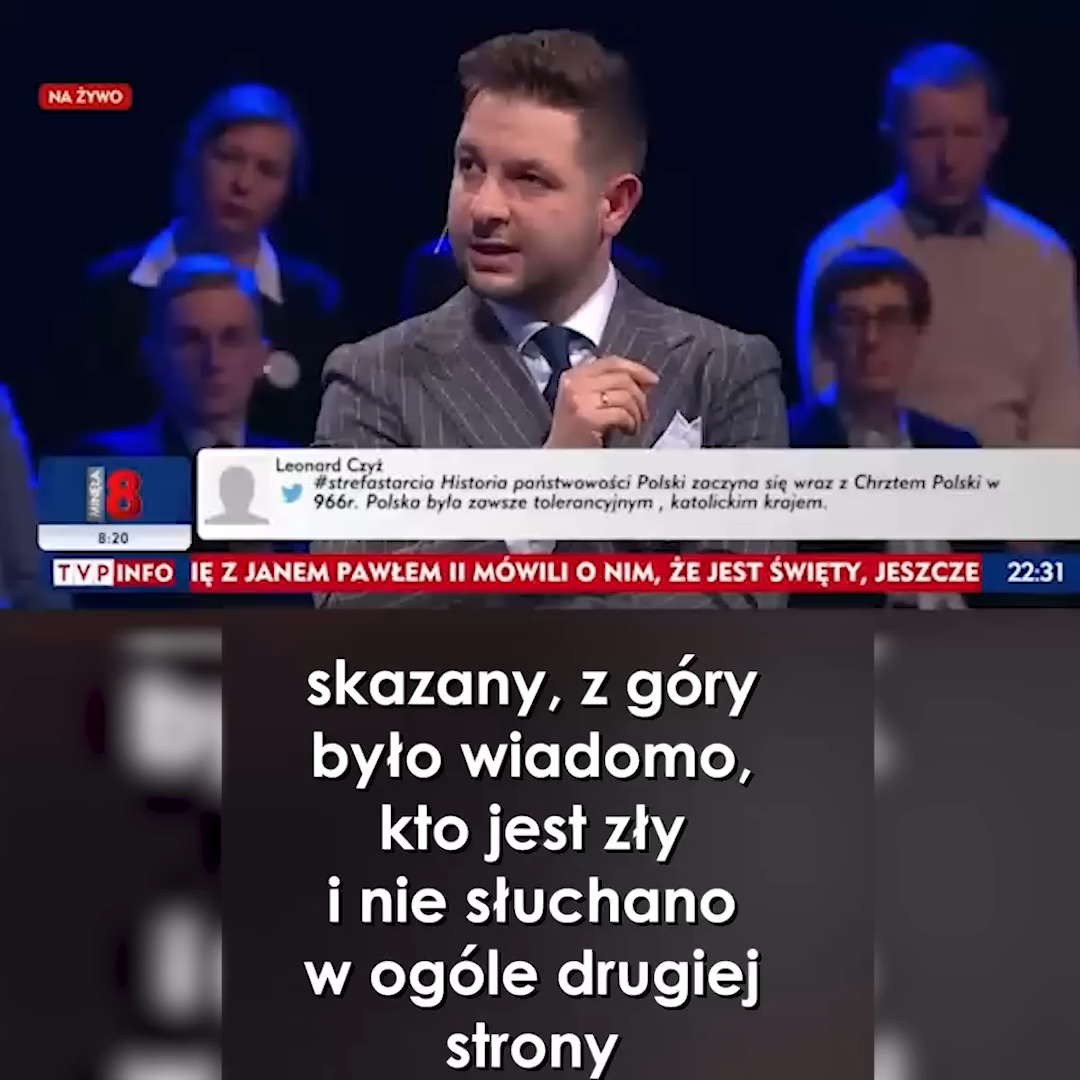 NA ŻYWO
MINĘŁA
8
8:20
Leonard Czyż
#strefastarcia Historia państwowości Polski zaczyna się wraz z Chrztem Polski w
966r. Polska była zawsze tolerancyjnym , katolickim krajem.
TVP INFO
IĘ Z JANEM PAWŁEM II MÓWILI O NIM, ŻE JEST ŚWIĘTY, JESZCZE
22:31
skazany, z góry
było wiadomo,
kto jest zły
i nie słuchano
w ogóle drugiej
strony